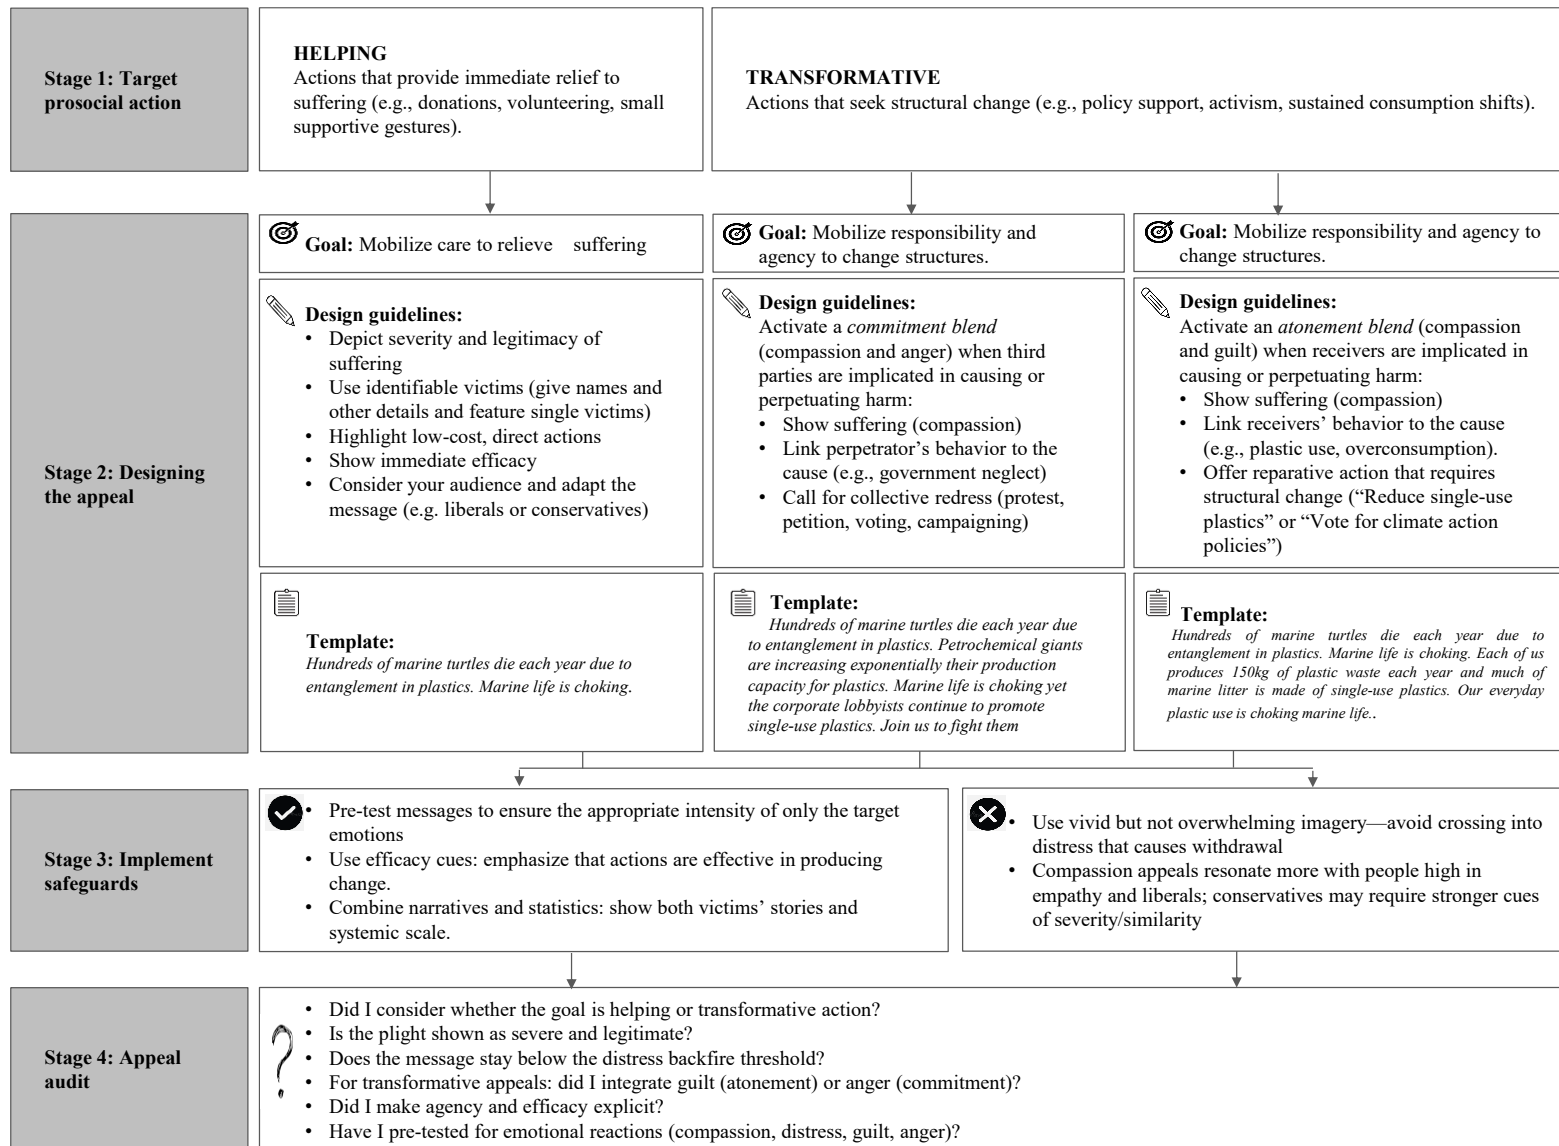 Stage 1: Target
prosocial action
HELPING
Actions that provide immediate relief to
suffering (e.g., donations, volunteering, small
supportive gestures).
TRANSFORMATIVE
Actions that seek structural change (e.g., policy support, activism, sustained consumption shifts).
Stage 2: Designing
the appeal
Goal: Mobilize care to relieve suffering
Design guidelines:
• Depict severity and legitimacy of
suffering
• Use identifiable victims (give names and
other details and feature single victims)
• Highlight low-cost, direct actions
• Show immediate efficacy
• Consider your audience and adapt the
message (e.g. liberals or conservatives)
Template:
Hundreds of marine turtles die each year due to
entanglement in plastics. Marine life is choking.
Goal: Mobilize responsibility and
agency to change structures.
Design guidelines:
Activate a commitment blend
(compassion and anger) when third
parties are implicated in causing or
perpetuating harm:
• Show suffering (compassion)
• Link perpetrator's behavior to the
cause (e.g., government neglect)
• Call for collective redress (protest,
petition, voting, campaigning)
Template:
Hundreds of marine turtles die each year due
to entanglement in plastics. Petrochemical giants
are increasing exponentially their production
capacity for plastics. Marine life is choking yet
the corporate lobbyists continue to promote
single-use plastics. Join us to fight them
Goal: Mobilize responsibility and agency to
change structures.
Design guidelines:
Activate an atonement blend (compassion
and guilt) when receivers are implicated in
causing or perpetuating harm:
• Show suffering (compassion)
• Link receivers' behavior to the cause
(e.g., plastic use, overconsumption).
• Offer reparative action that requires
structural change (“Reduce single-use
plastics” or “Vote for climate action
policies”)
Template:
Hundreds of marine turtles die each year due to
entanglement in plastics. Marine life is choking. Each of us
produces 150kg of plastic waste each year and much of
marine litter is made of single-use plastics. Our everyday
plastic use is choking marine life..
Stage 3: Implement
safeguards
• Pre-test messages to ensure the appropriate intensity of only the target
emotions
• Use efficacy cues: emphasize that actions are effective in producing
change.
• Combine narratives and statistics: show both victims' stories and
systemic scale.
• Use vivid but not overwhelming imagery—avoid crossing into
distress that causes withdrawal
• Compassion appeals resonate more with people high in
empathy and liberals; conservatives may require stronger cues
of severity/similarity
Stage 4: Appeal
audit
• Did I consider whether the goal is helping or transformative action?
• Is the plight shown as severe and legitimate?
• Does the message stay below the distress backfire threshold?
• For transformative appeals: did I integrate guilt (atonement) or anger (commitment)?
• Did I make agency and efficacy explicit?
• Have I pre-tested for emotional reactions (compassion, distress, guilt, anger)?